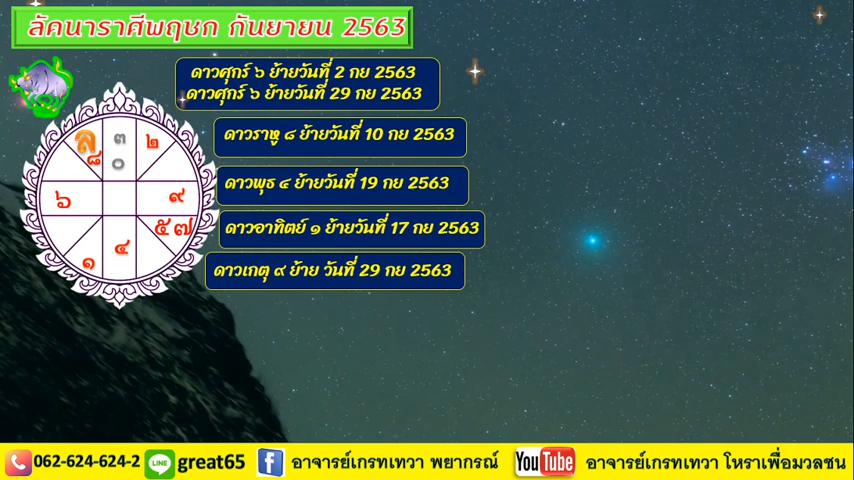 ลัคนาราศีพฤษภ กันยายน 2563
ดาวศุกร์ ๖ ย้ายวันที่ 2 กย 2563
ดาวศุกร์ ๖ ย้ายวันที่ 29 กย 2563
ดาวราหู ๘ ย้ายวันที่ 10 กย 2563
ดาวพุธ ๔ ย้ายวันที่ 19 กย 2563
ดาวอาทิตย์ ๑ ย้ายวันที่ 17 กย 2563
ดาวเกตุ ๙ ย้าย วันที่ 29 กย 2563
ล ๓ ๒
๘ ๐
๖ ๙
๕ ๗
๔
๑
062-624-624-2 LINE great65 f อาจารย์เกรทเทวา พยากรณ์ YouTube อาจารย์เกรทเทวา โหราเพื่อมวลชน